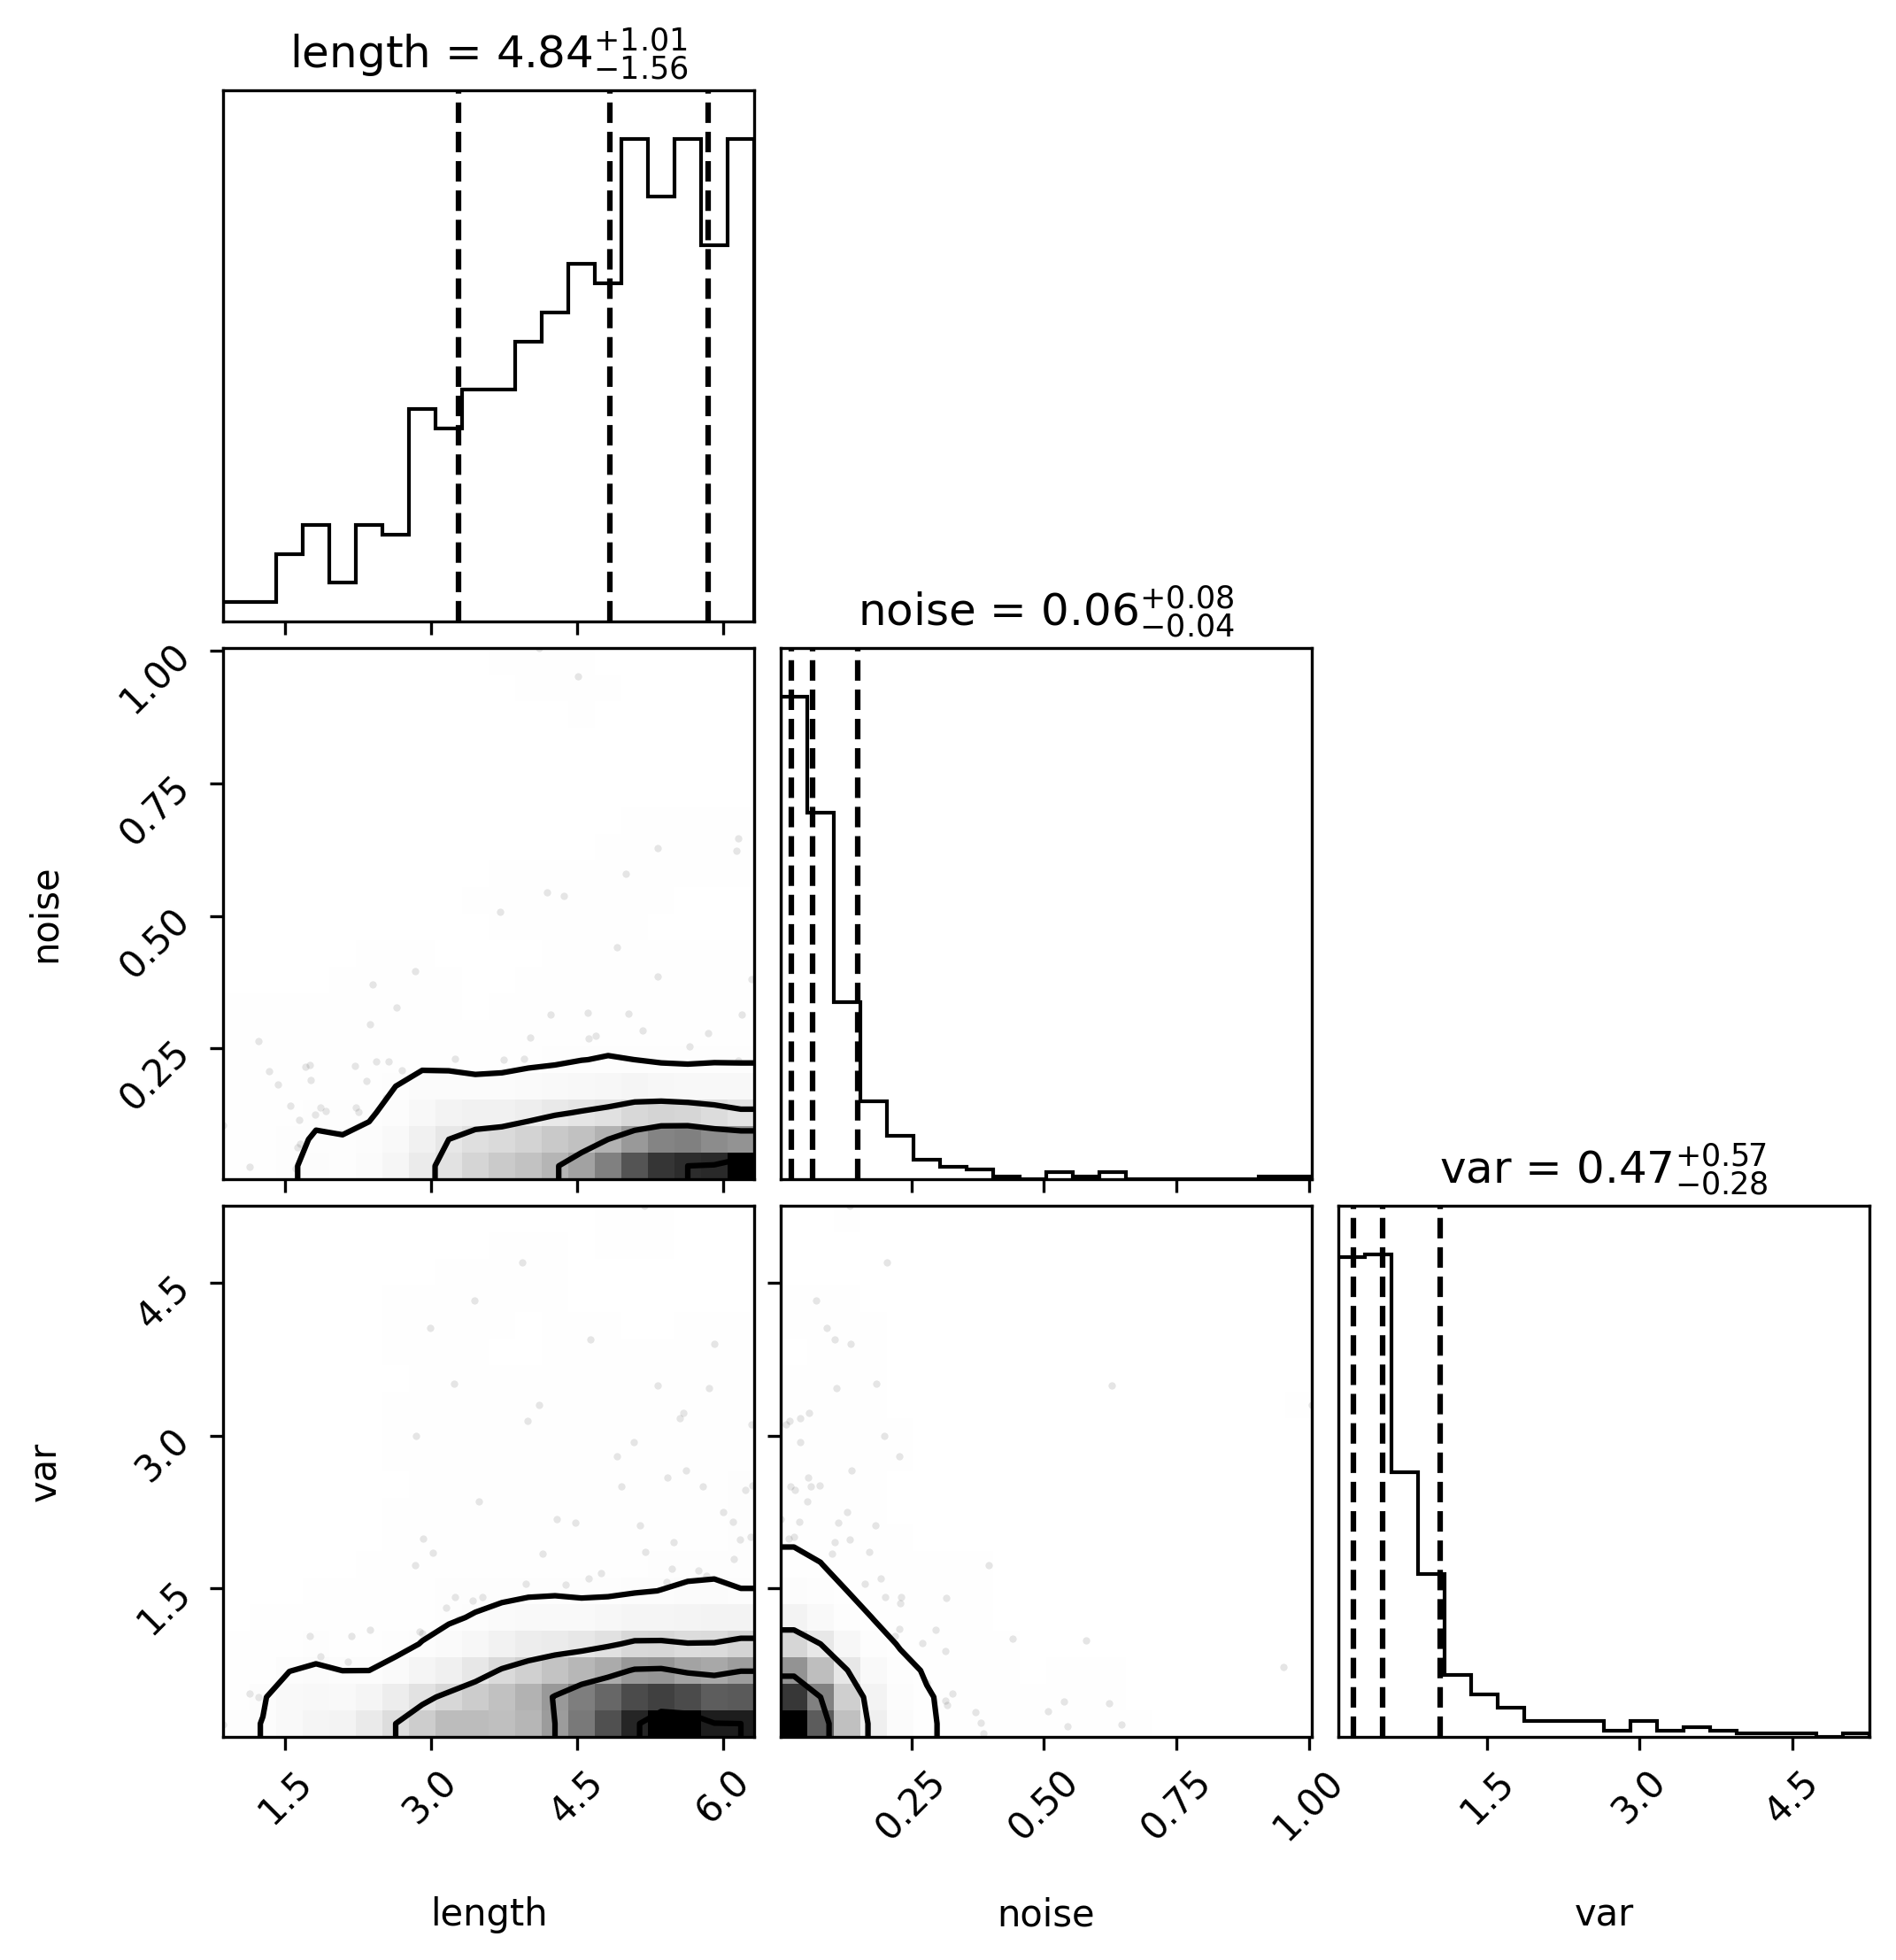 length = 4.84 +1.01 −1.56
noise = 0.06 +0.08 −0.04
1.00
0.75
0.50
0.25
noise
var = 0.47 +0.57 −0.28
4.5
3.0
1.5
var
1.5 3.0 4.5 6.0 0.25 0.50 0.75 1.00 1.5 3.0 4.5
length noise var